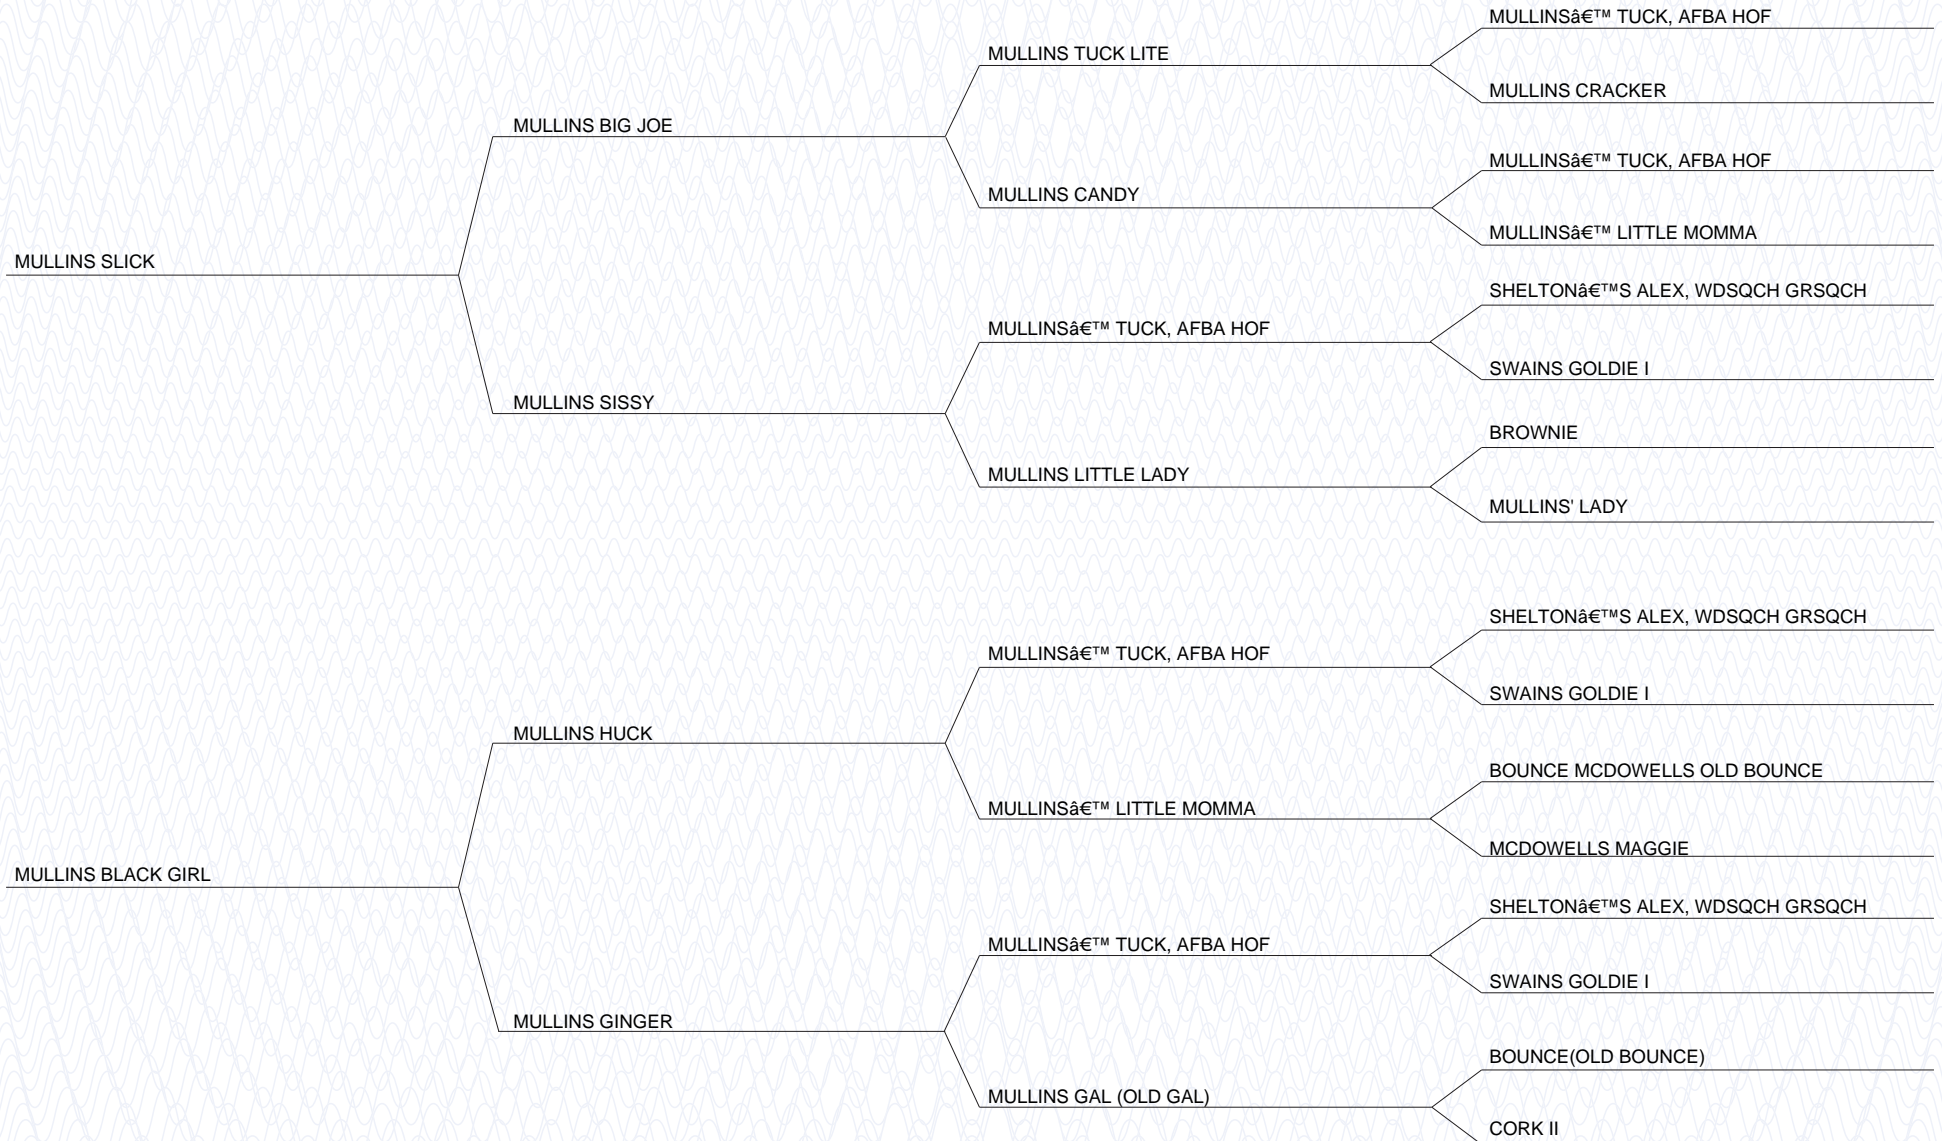 MULLINSâ€™ TUCK, AFBA HOF
MULLINS TUCK LITE
MULLINS CRACKER
MULLINS BIG JOE
MULLINSâ€™ TUCK, AFBA HOF
MULLINS CANDY
MULLINSâ€™ LITTLE MOMMA
MULLINS SLICK
SHELTONâ€™S ALEX, WDSQCH GRSQCH
MULLINSâ€™ TUCK, AFBA HOF
SWAINS GOLDIE I
MULLINS SISSY
BROWNIE
MULLINS LITTLE LADY
MULLINS' LADY
SHELTONâ€™S ALEX, WDSQCH GRSQCH
MULLINSâ€™ TUCK, AFBA HOF
SWAINS GOLDIE I
MULLINS HUCK
BOUNCE MCDOWELLS OLD BOUNCE
MULLINSâ€™ LITTLE MOMMA
MCDOWELLS MAGGIE
MULLINS BLACK GIRL
SHELTONâ€™S ALEX, WDSQCH GRSQCH
MULLINSâ€™ TUCK, AFBA HOF
SWAINS GOLDIE I
MULLINS GINGER
BOUNCE(OLD BOUNCE)
MULLINS GAL (OLD GAL)
CORK II